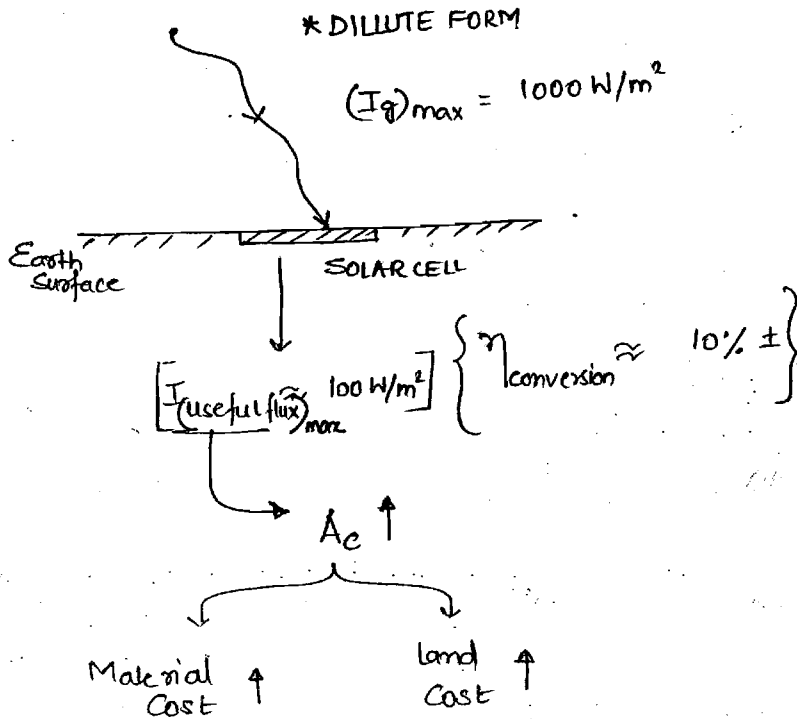 * DILLUTE FORM
(Ig)max = 1000 W/m²
Earth
Surface
SOLAR CELL
[I(useful flux)max ≈ 100 W/m²] {η conversion ≈ 10% ±}
Ac ↑
Material
Cost ↑
Land
Cost ↑